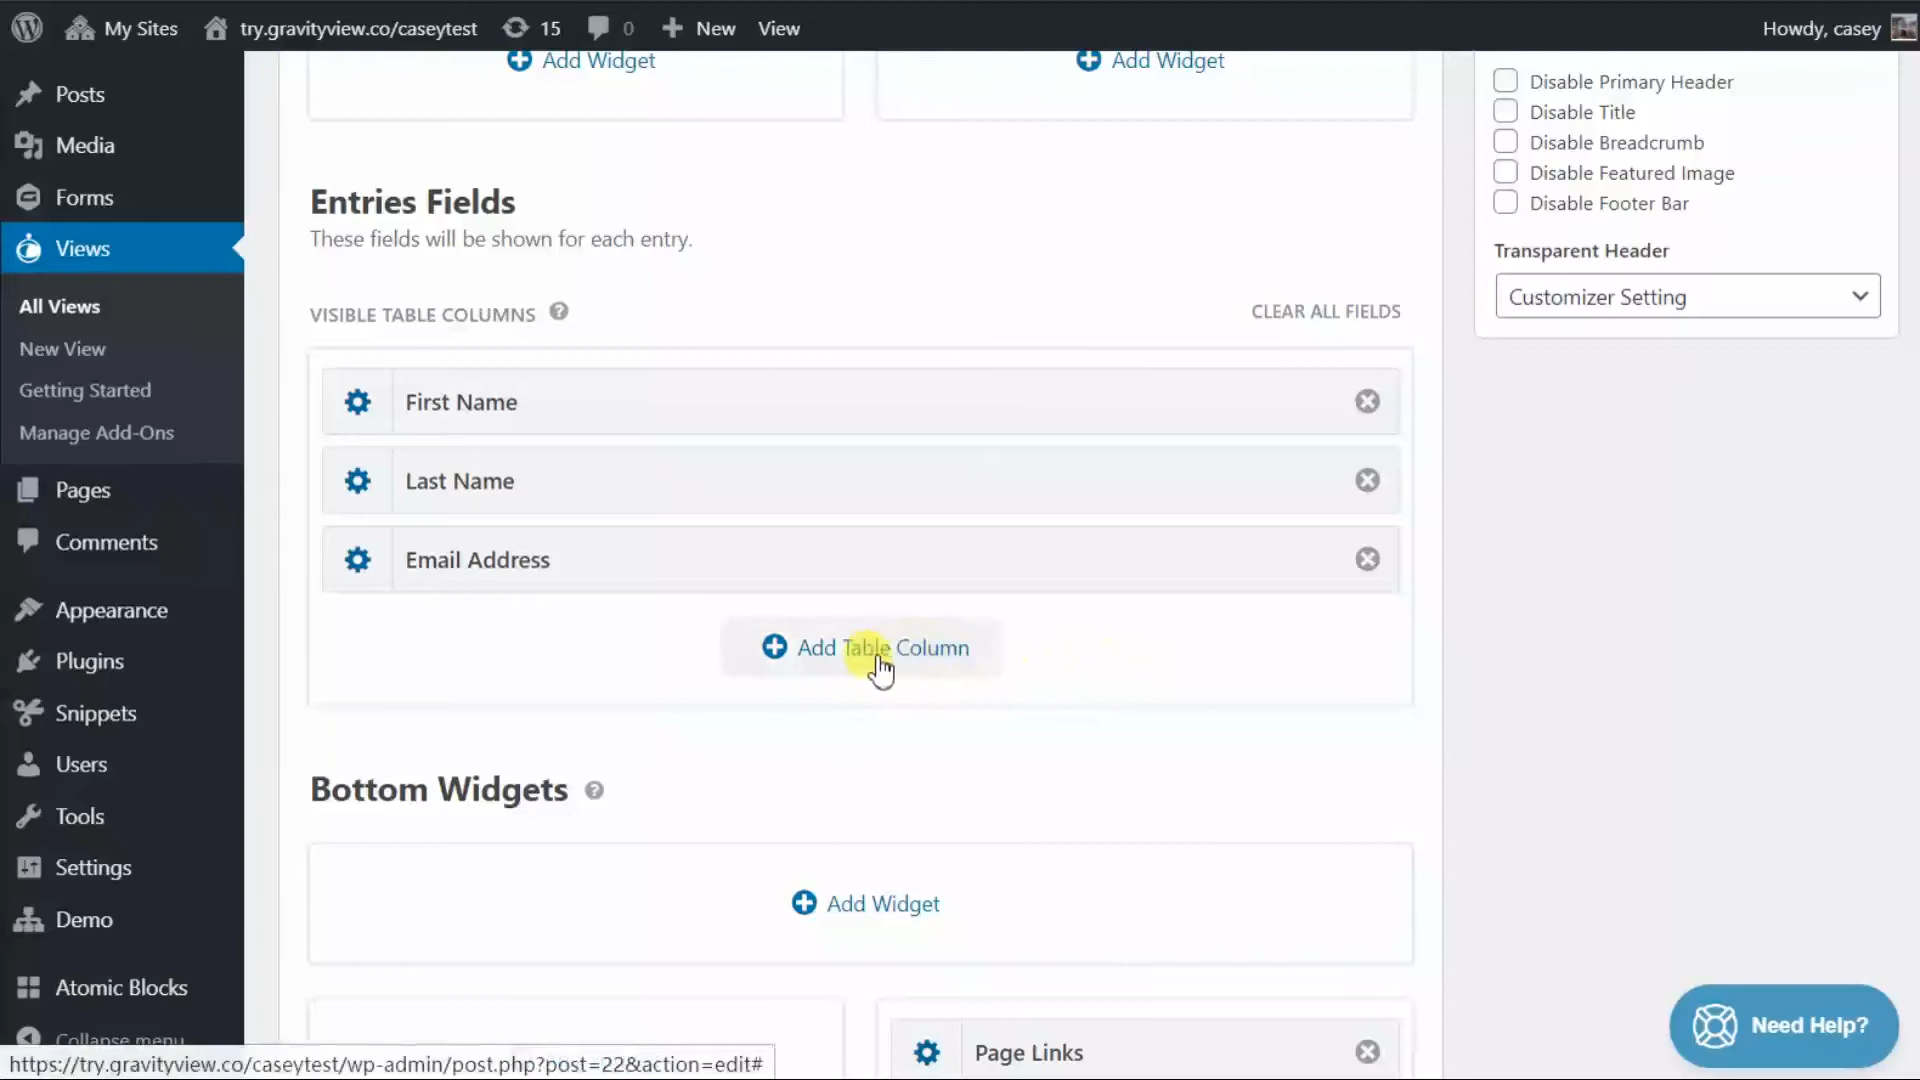 My Sites
try.gravityview.co/caseytest
15
0
New
View
Howdy, casey
Posts
Media
Forms
Views
All Views
New View
Getting Started
Manage Add-Ons
Pages
Comments
Appearance
Plugins
Snippets
Users
Tools
Settings
Demo
Atomic Blocks
Collapse menu
https://try.gravityview.co/caseytest/wp-admin/post.php?post=22&action=edit#
Add Widget
Add Widget
Entries Fields
These fields will be shown for each entry.
VISIBLE TABLE COLUMNS ?
CLEAR ALL FIELDS
First Name
Last Name
Email Address
Add Table Column
Bottom Widgets ?
Add Widget
Page Links
Disable Primary Header
Disable Title
Disable Breadcrumb
Disable Featured Image
Disable Footer Bar
Transparent Header
Customizer Setting
Need Help?